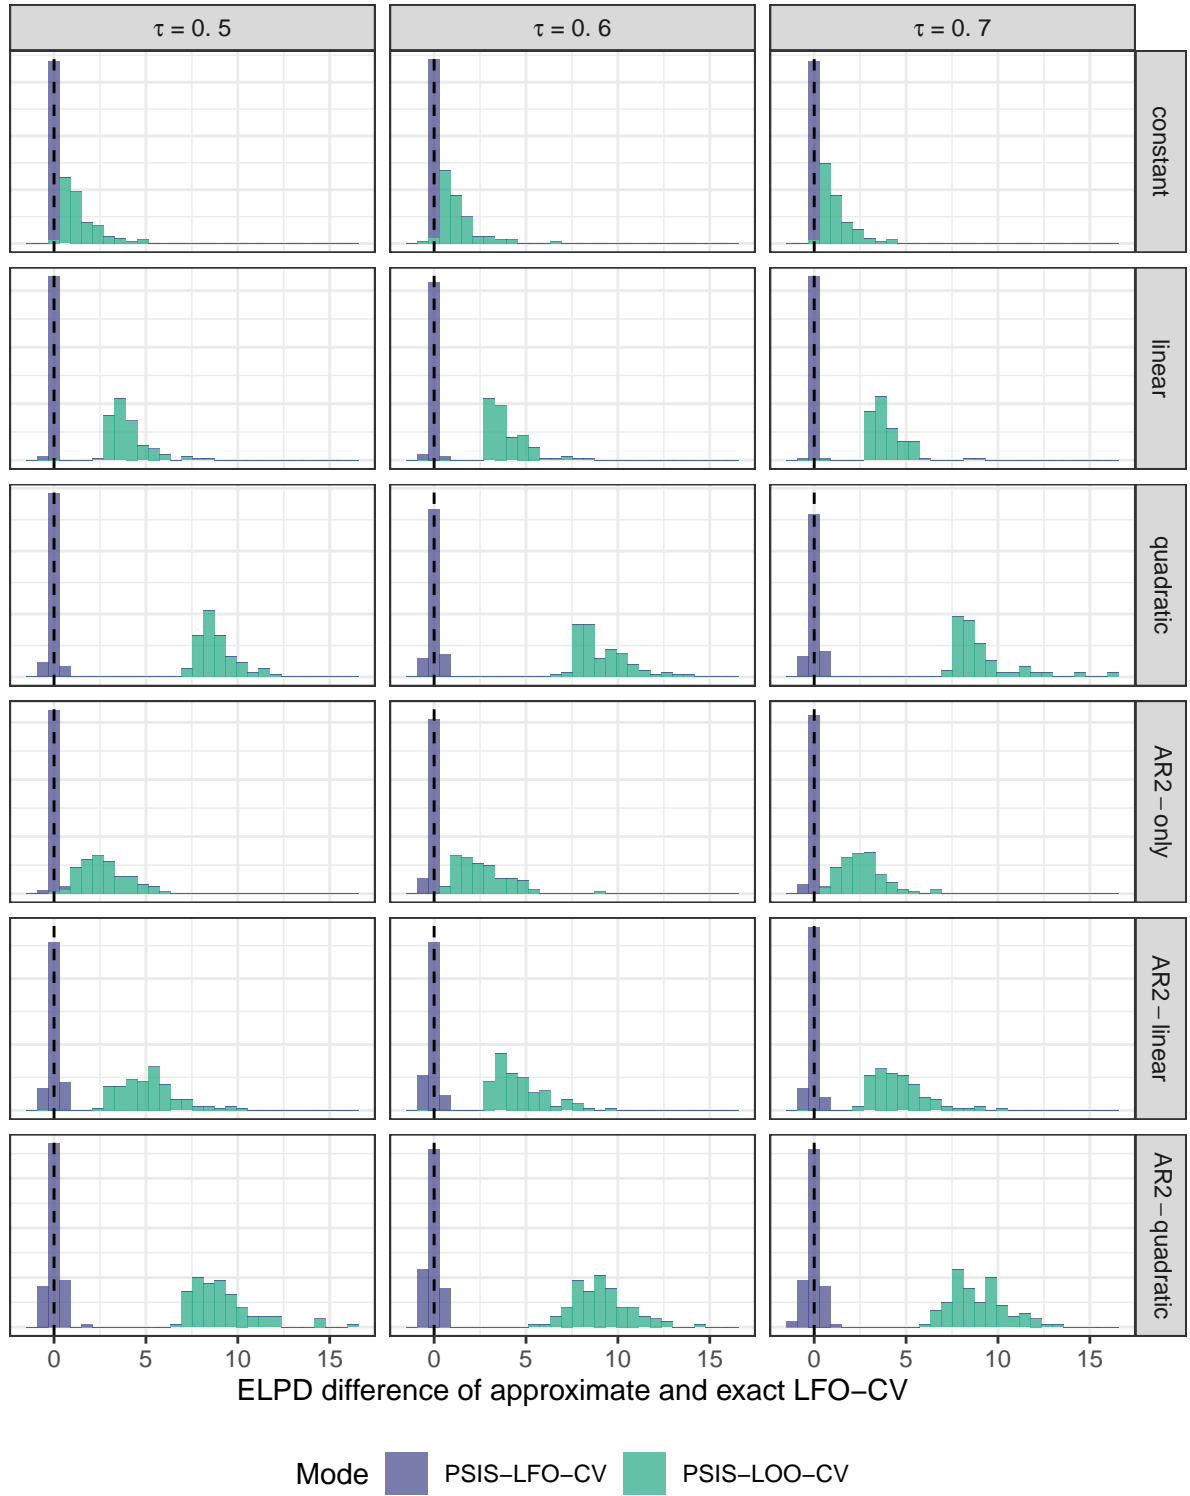 τ = 0. 5
τ = 0. 6
τ = 0. 7
constant
linear
quadratic
AR2−only
AR2−linear
AR2−quadratic
0 5 10 15 0 5 10 15 0 5 10 15
ELPD difference of approximate and exact LFO−CV
Mode PSIS−LFO−CV PSIS−LOO−CV